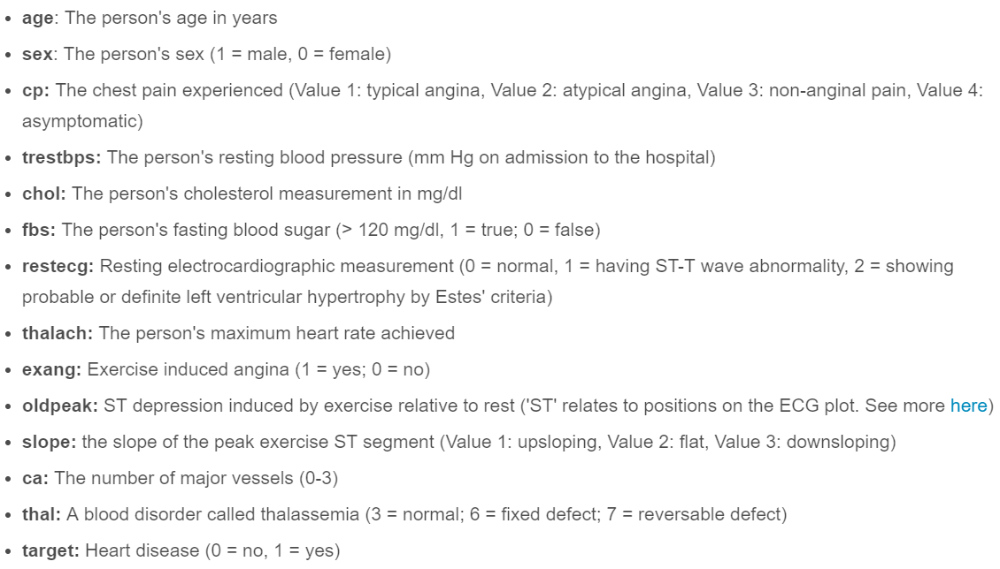 • age: The person's age in years
• sex: The person's sex (1 = male, 0 = female)
• cp: The chest pain experienced (Value 1: typical angina, Value 2: atypical angina, Value 3: non-anginal pain, Value 4:
asymptomatic)
• trestbps: The person's resting blood pressure (mm Hg on admission to the hospital)
• chol: The person's cholesterol measurement in mg/dl
• fbs: The person's fasting blood sugar (> 120 mg/dl, 1 = true; 0 = false)
• restecg: Resting electrocardiographic measurement (0 = normal, 1 = having ST-T wave abnormality, 2 = showing
probable or definite left ventricular hypertrophy by Estes' criteria)
• thalach: The person's maximum heart rate achieved
• exang: Exercise induced angina (1 = yes; 0 = no)
• oldpeak: ST depression induced by exercise relative to rest ('ST' relates to positions on the ECG plot. See more here)
• slope: the slope of the peak exercise ST segment (Value 1: upsloping, Value 2: flat, Value 3: downsloping)
• ca: The number of major vessels (0-3)
• thal: A blood disorder called thalassemia (3 = normal; 6 = fixed defect; 7 = reversable defect)
• target: Heart disease (0 = no, 1 = yes)